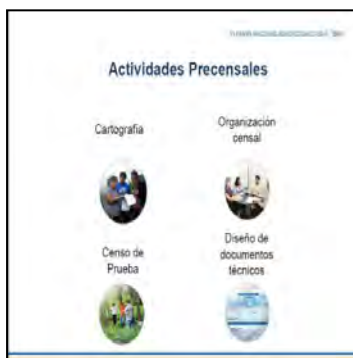 Actividades Precensales
Cartografía
Organización
censal
Censo de
Prueba
Diseño de
documentos
técnicos